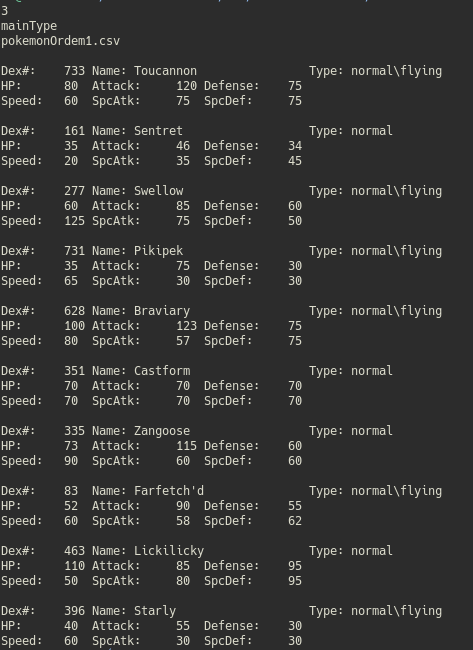 3
mainType
pokemonOrdem1.csv
Dex#: 733 Name: Toucannon Type: normal\flying
HP: 80 Attack: 120 Defense: 75
Speed: 60 SpcAtk: 75 SpcDef: 75
Dex#: 161 Name: Sentret Type: normal
HP: 35 Attack: 46 Defense: 34
Speed: 20 SpcAtk: 35 SpcDef: 45
Dex#: 277 Name: Swellow Type: normal\flying
HP: 60 Attack: 85 Defense: 60
Speed: 125 SpcAtk: 75 SpcDef: 50
Dex#: 731 Name: Pikipek Type: normal\flying
HP: 35 Attack: 75 Defense: 30
Speed: 65 SpcAtk: 30 SpcDef: 30
Dex#: 628 Name: Braviary Type: normal\flying
HP: 100 Attack: 123 Defense: 75
Speed: 80 SpcAtk: 57 SpcDef: 75
Dex#: 351 Name: Castform Type: normal
HP: 70 Attack: 70 Defense: 70
Speed: 70 SpcAtk: 70 SpcDef: 70
Dex#: 335 Name: Zangoose Type: normal
HP: 73 Attack: 115 Defense: 60
Speed: 90 SpcAtk: 60 SpcDef: 60
Dex#: 83 Name: Farfetch'd Type: normal\flying
HP: 52 Attack: 90 Defense: 55
Speed: 60 SpcAtk: 58 SpcDef: 62
Dex#: 463 Name: Lickilicky Type: normal
HP: 110 Attack: 85 Defense: 95
Speed: 50 SpcAtk: 80 SpcDef: 95
Dex#: 396 Name: Starly Type: normal\flying
HP: 40 Attack: 55 Defense: 30
Speed: 60 SpcAtk: 30 SpcDef: 30